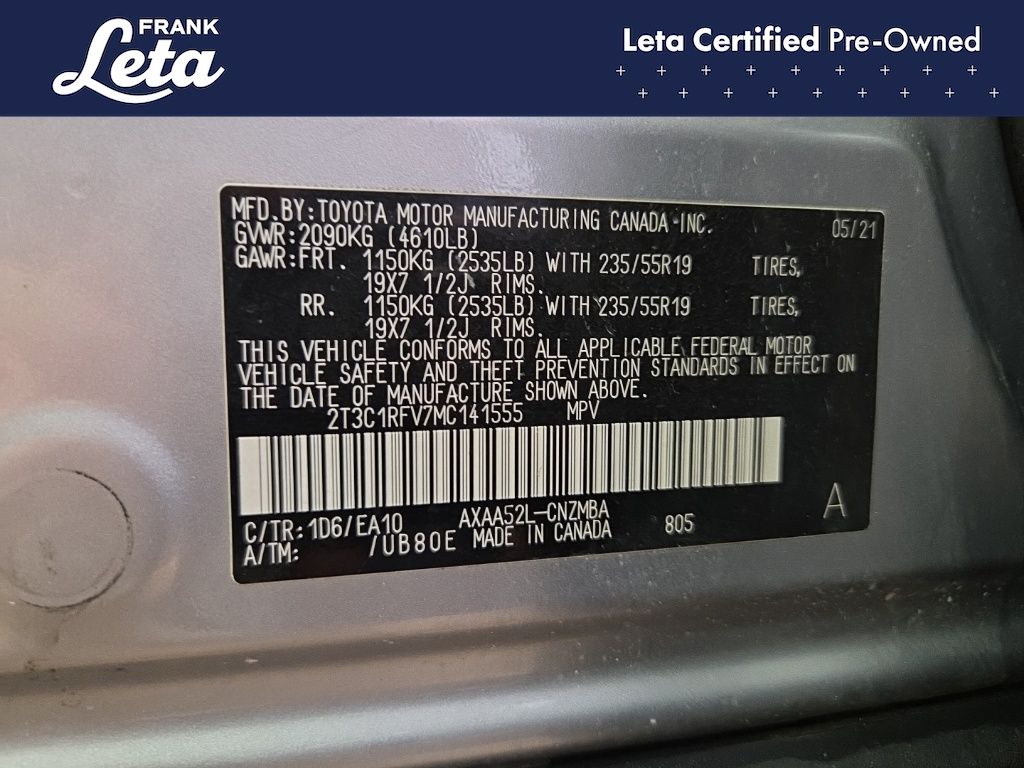 FRANK
Leta
Leta Certified Pre-Owned
MFD.BY:TOYOTA MOTOR MANUFACTURING CANADA INC. 05/21
GVWR:2090KG (4610LB)
GAWR:FRT. 1150KG (2535LB) WITH 235/55R19 TIRES,
19X7 1/2J RIMS.
RR. 1150KG (2535LB) WITH 235/55R19 TIRES,
19X7 1/2J RIMS.
THIS VEHICLE CONFORMS TO ALL APPLICABLE FEDERAL MOTOR
VEHICLE SAFETY AND THEFT PREVENTION STANDARDS IN EFFECT ON
THE DATE OF MANUFACTURE SHOWN ABOVE.
2T3C1RFV7MC141555 MPV
C/TR:1D6/EA10 AXAA52L-CNZMBA 805 A
A/TM: /UB80E MADE IN CANADA